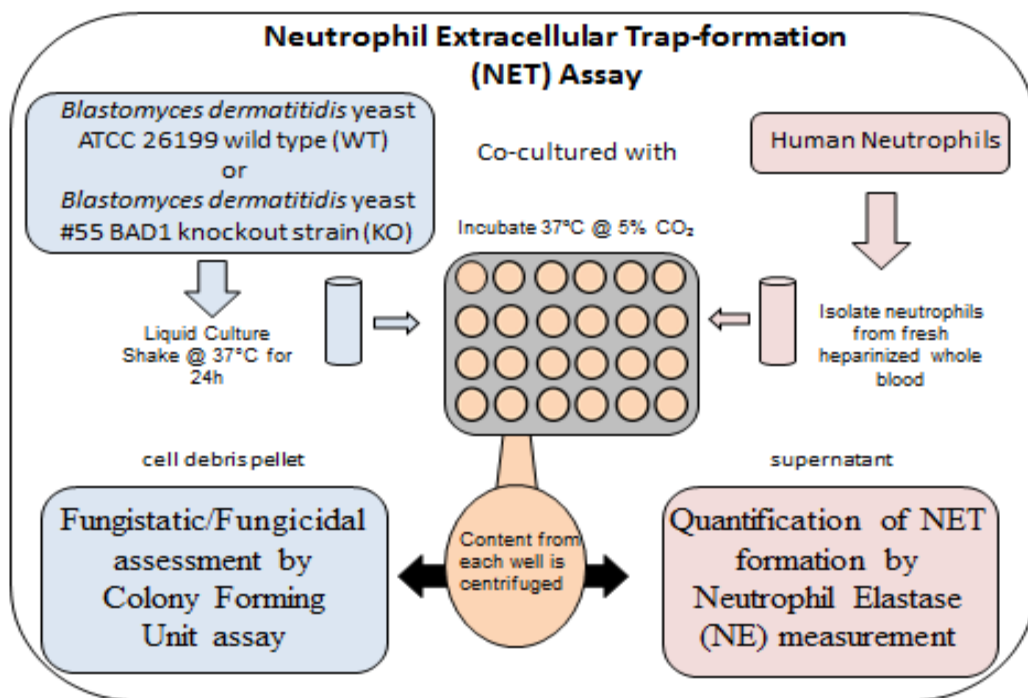 Neutrophil Extracellular Trap-formation
(NET) Assay
Blastomyces dermatitidis yeast
ATCC 26199 wild type (WT)
or
Blastomyces dermatitidis yeast
#55 BAD1 knockout strain (KO)
Co-cultured with
Human Neutrophils
Incubate 37°C @ 5% CO₂
Liquid Culture
Shake @ 37°C for
24h
Isolate neutrophils
from fresh
heparinized whole
blood
cell debris pellet
supernatant
Fungistatic/Fungicidal
assessment by
Colony Forming
Unit assay
Content from
each well is
centrifuged
Quantification of NET
formation by
Neutrophil Elastase
(NE) measurement